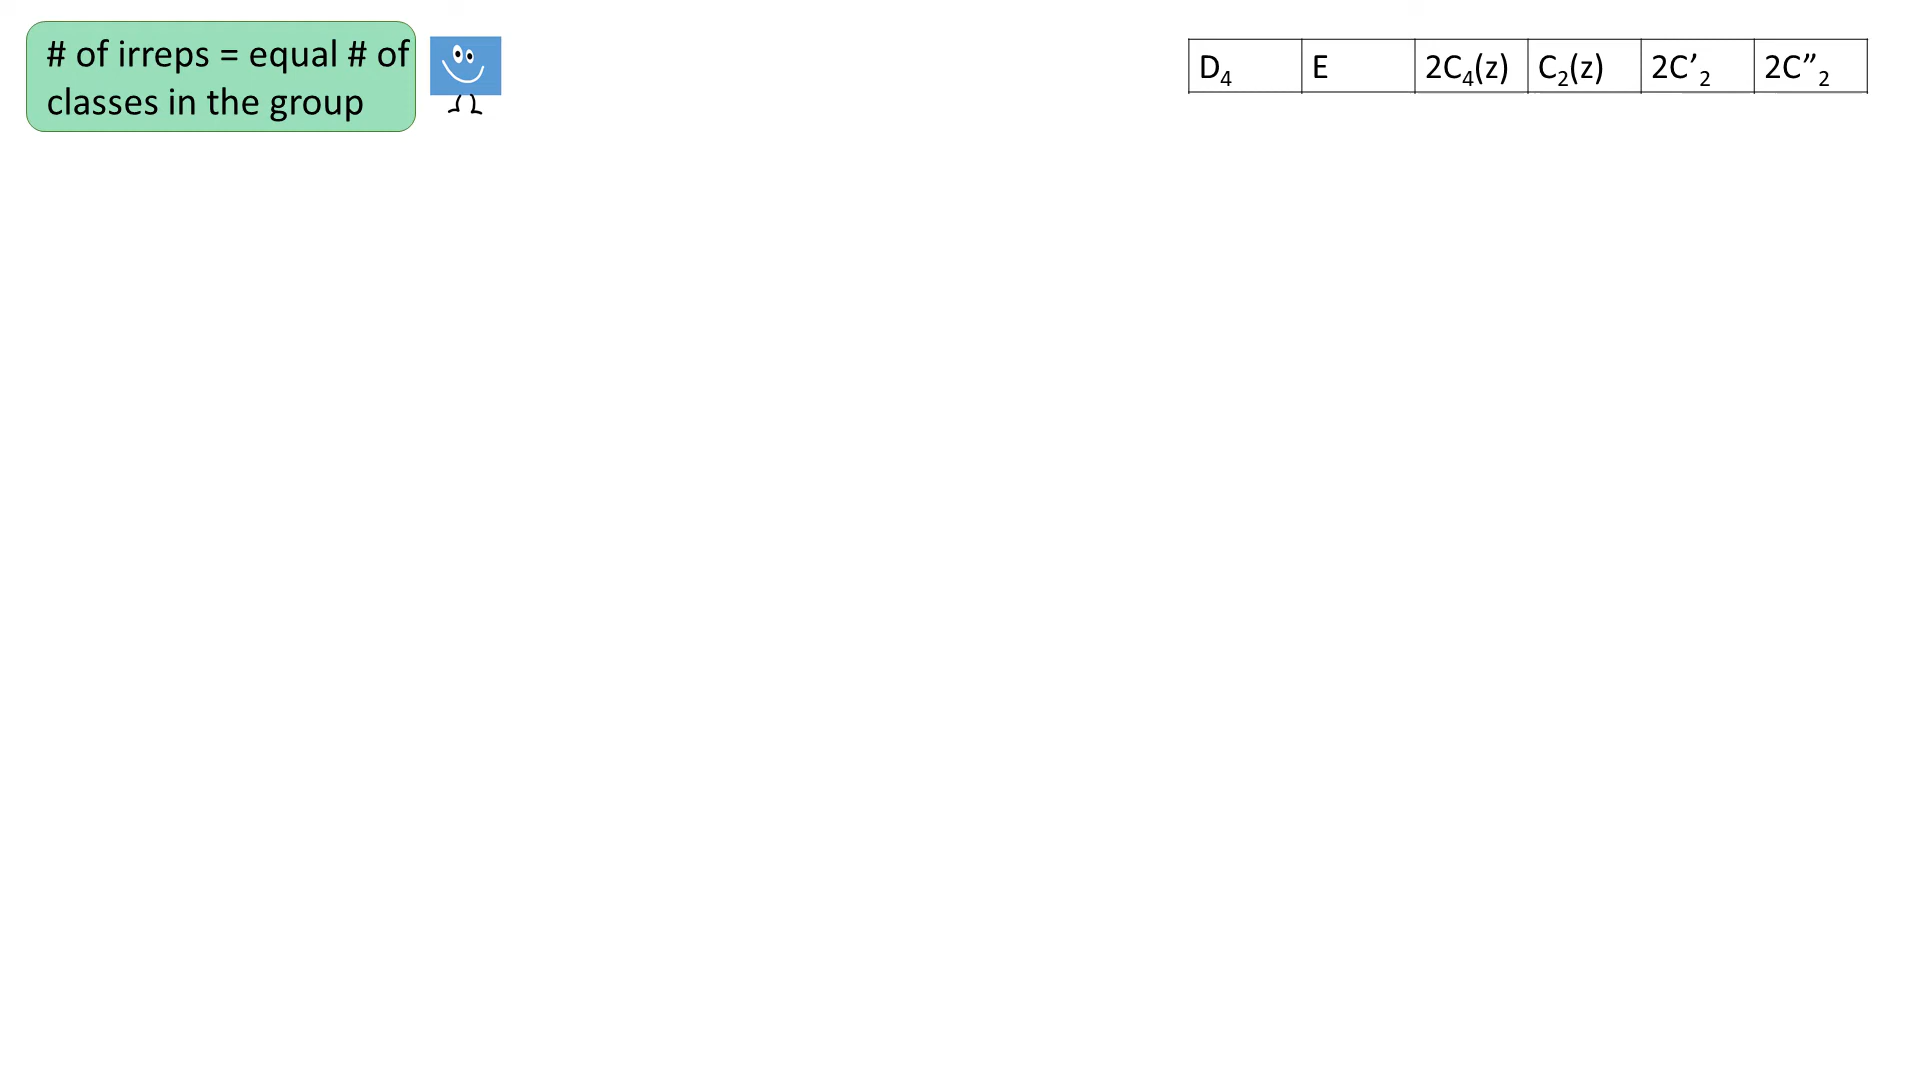 # of irreps = equal # of
classes in the group
D₄ E 2C₄(z) C₂(z) 2C’₂ 2C”₂